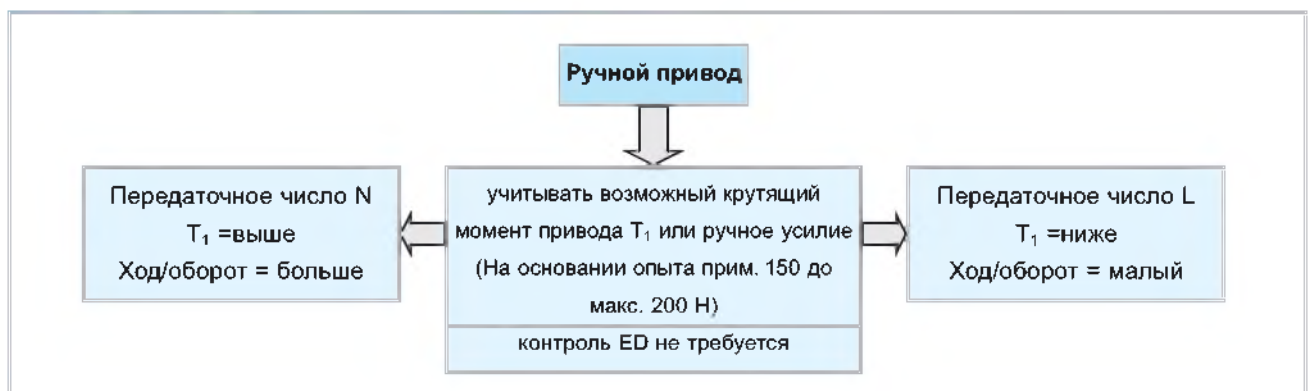 Ручной привод
Передаточное число N
T₁ =выше
Ход/оборот = больше
учитывать возможный крутящий
момент привода T₁ или ручное усилие
(На основании опыта прим. 150 до
макс. 200 Н)
контроль ED не требуется
Передаточное число L
T₁ =ниже
Ход/оборот = малый